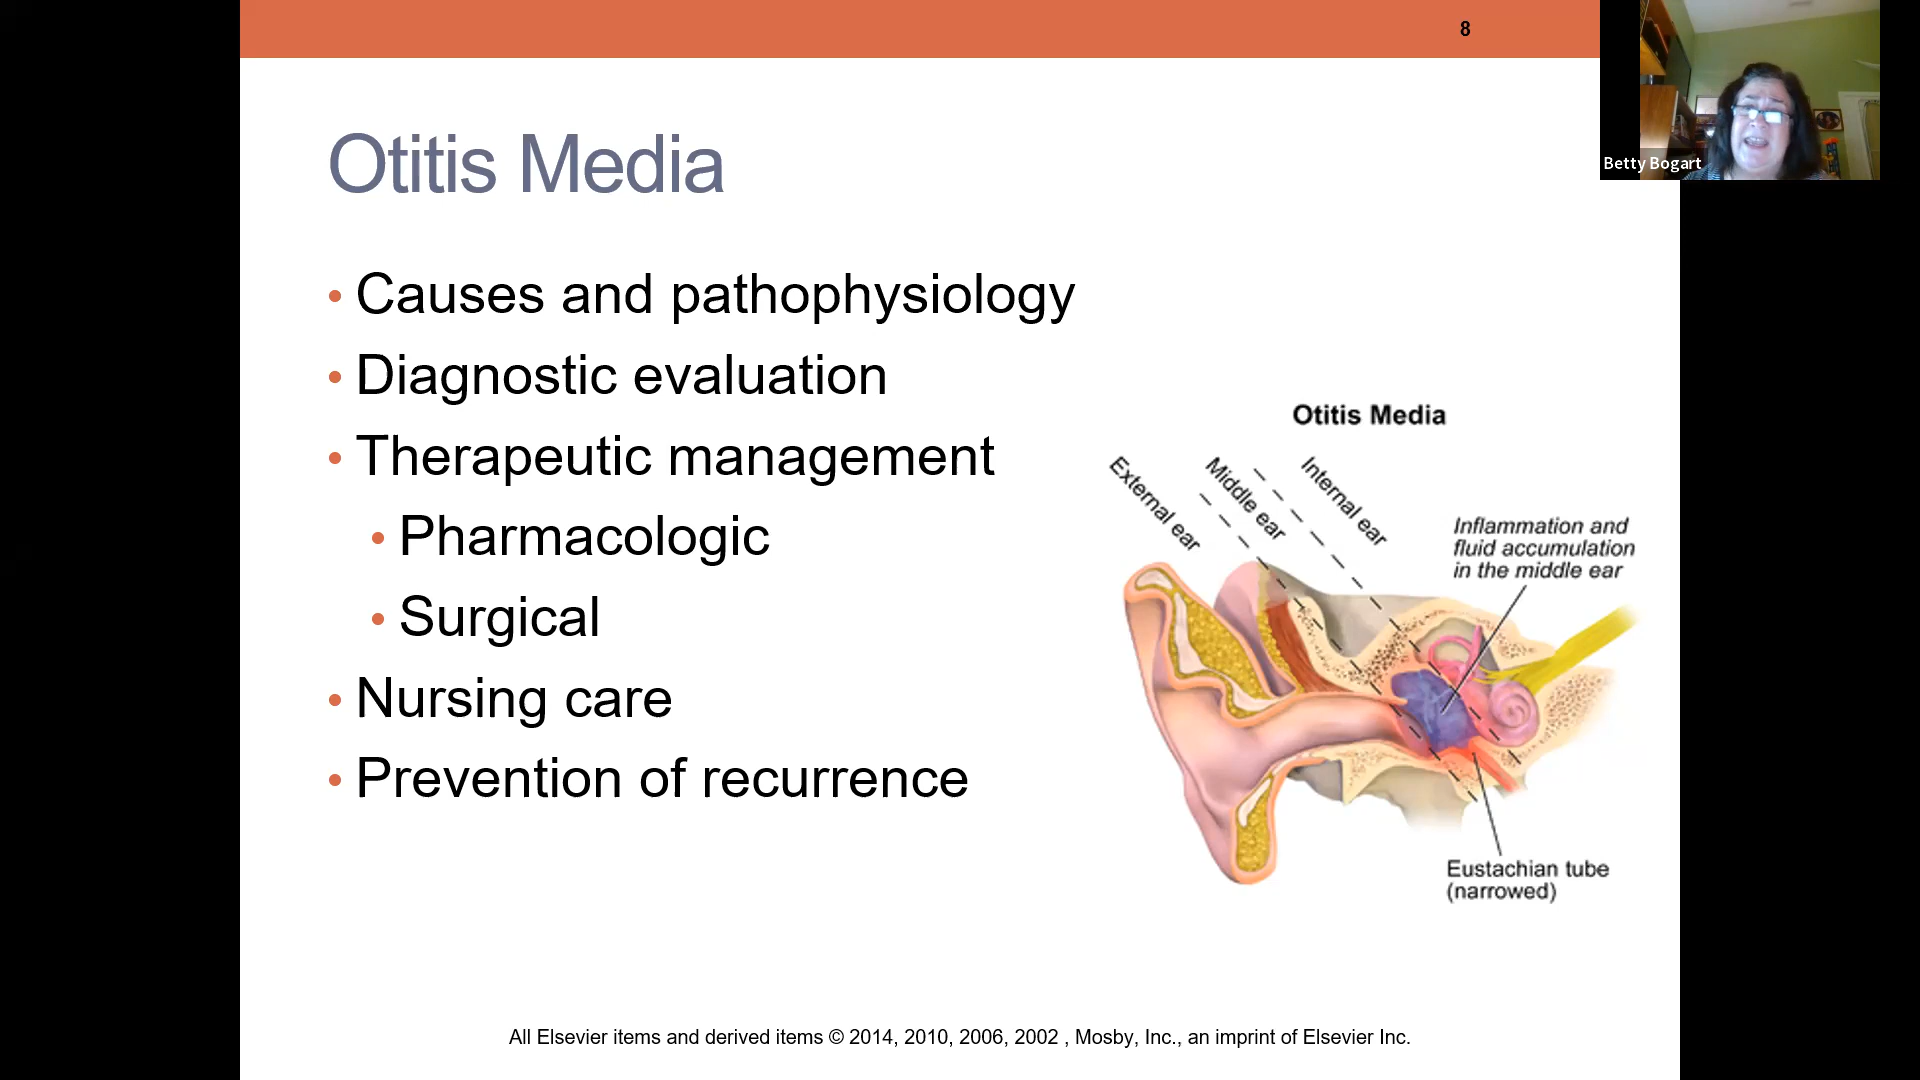 8
Betty Bogart
Otitis Media
• Causes and pathophysiology
• Diagnostic evaluation
• Therapeutic management
• Pharmacologic
• Surgical
• Nursing care
• Prevention of recurrence
Otitis Media
External ear
Middle ear
Internal ear
Inflammation and
fluid accumulation
in the middle ear
Eustachian tube
(narrowed)
All Elsevier items and derived items © 2014, 2010, 2006, 2002 , Mosby, Inc., an imprint of Elsevier Inc.